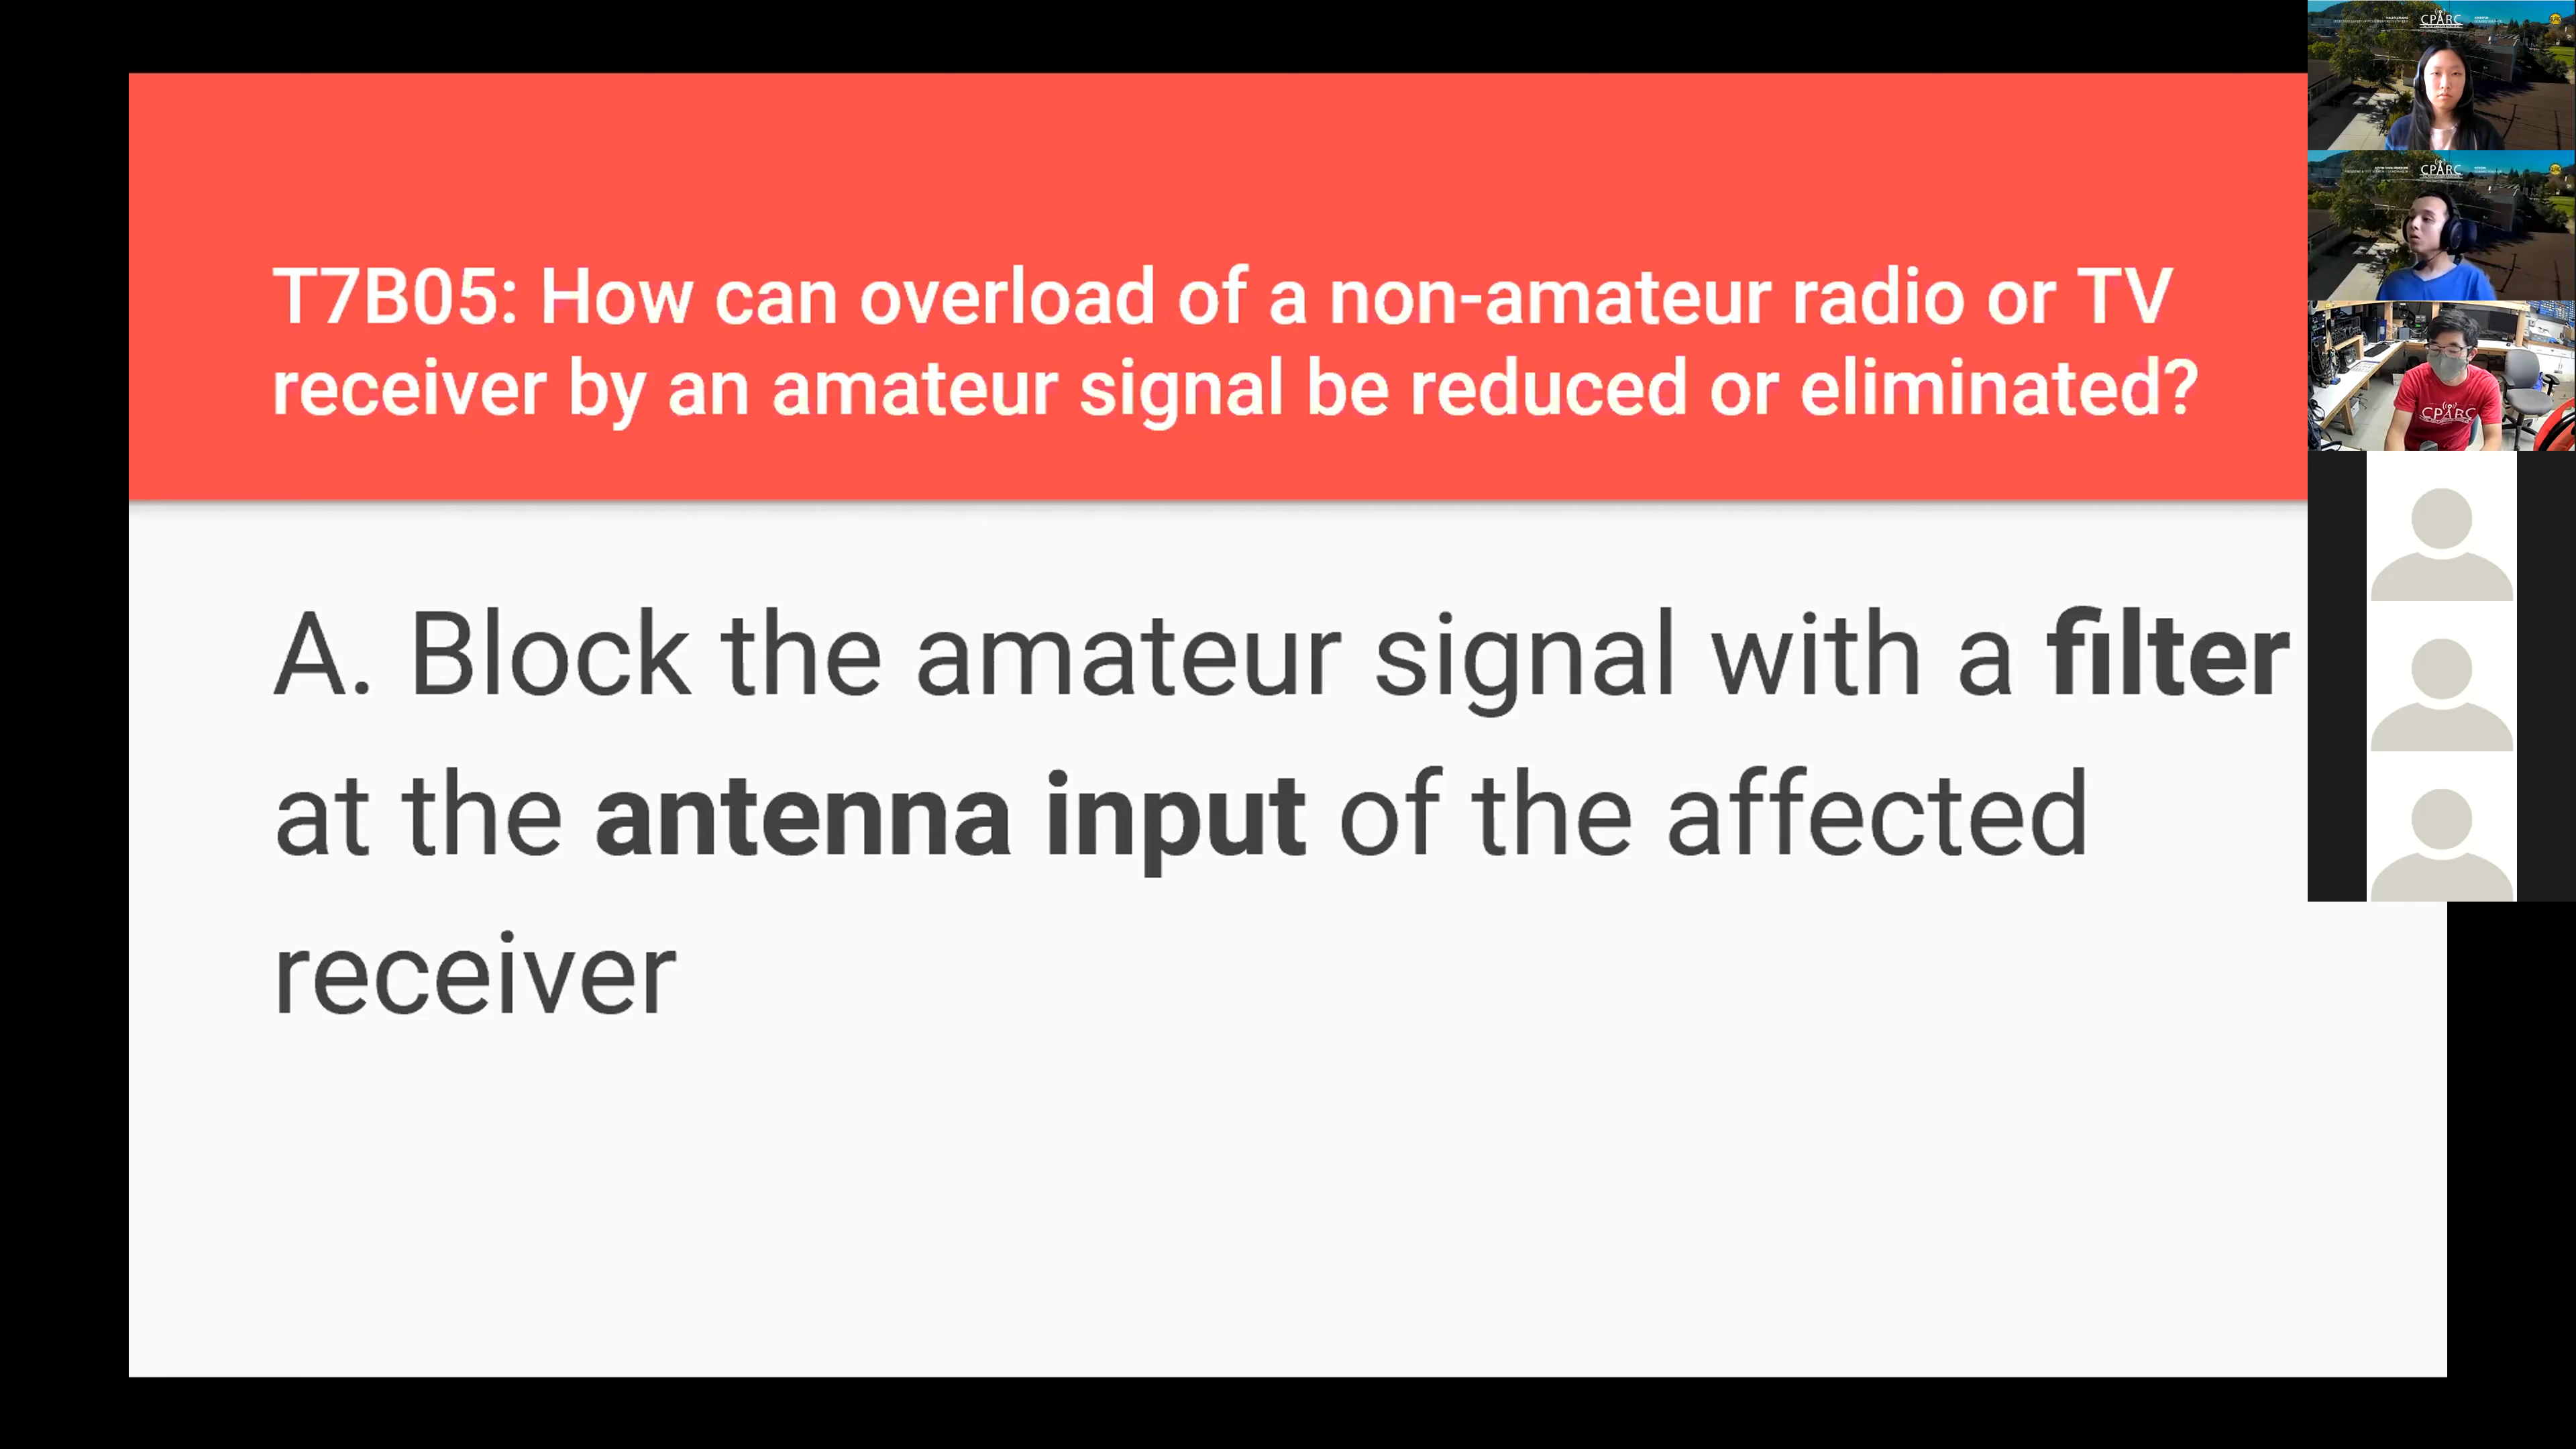 T7B05: How can overload of a non-amateur radio or TV
receiver by an amateur signal be reduced or eliminated?
A. Block the amateur signal with a filter
at the antenna input of the affected
receiver
CPARC
CPARC
CPARC